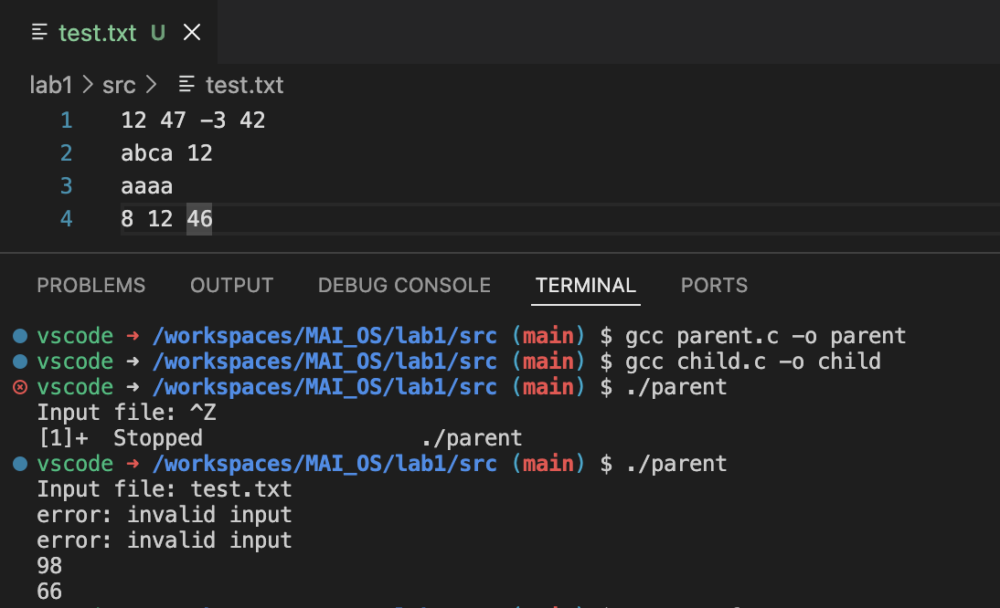 test.txt U
lab1 > src > test.txt
1 12 47 -3 42
2 abca 12
3 aaaa
4 8 12 46
PROBLEMS OUTPUT DEBUG CONSOLE TERMINAL PORTS
vscode → /workspaces/MAI_OS/lab1/src (main) $ gcc parent.c -o parent
vscode → /workspaces/MAI_OS/lab1/src (main) $ gcc child.c -o child
vscode → /workspaces/MAI_OS/lab1/src (main) $ ./parent
Input file: ^Z
[1]+  Stopped                 ./parent
vscode → /workspaces/MAI_OS/lab1/src (main) $ ./parent
Input file: test.txt
error: invalid input
error: invalid input
98
66